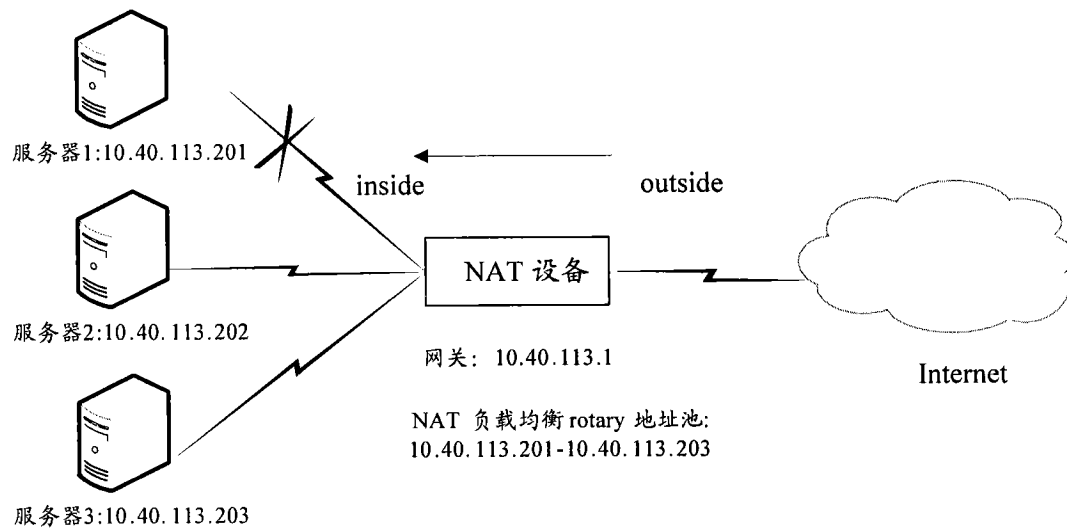 服务器1:10.40.113.201
inside
outside
服务器2:10.40.113.202
NAT 设备
网关: 10.40.113.1
Internet
NAT 负载均衡 rotary 地址池:
10.40.113.201-10.40.113.203
服务器3:10.40.113.203